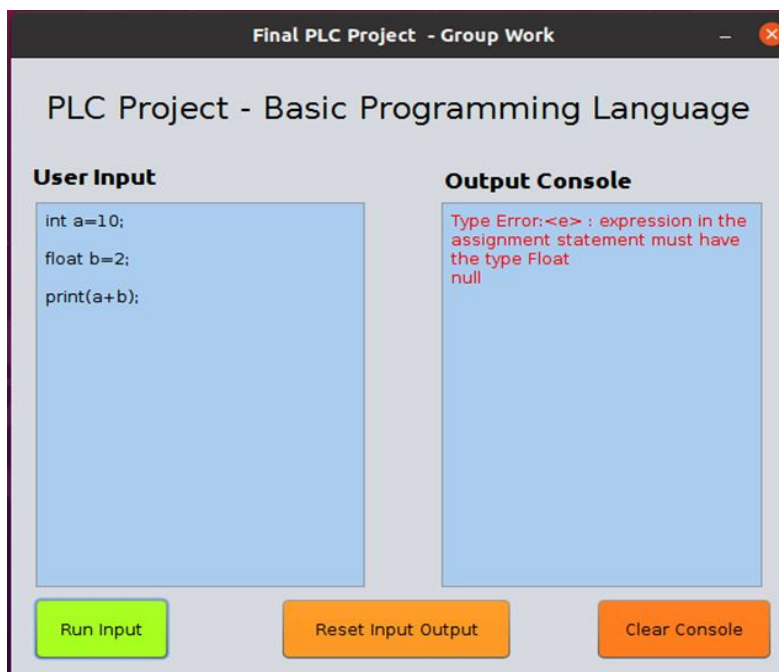 Final PLC Project - Group Work
PLC Project - Basic Programming Language
User Input
int a=10;
float b=2;
print(a+b);
Output Console
Type Error:<e> : expression in the
assignment statement must have
the type Float
null
Run Input
Reset Input Output
Clear Console